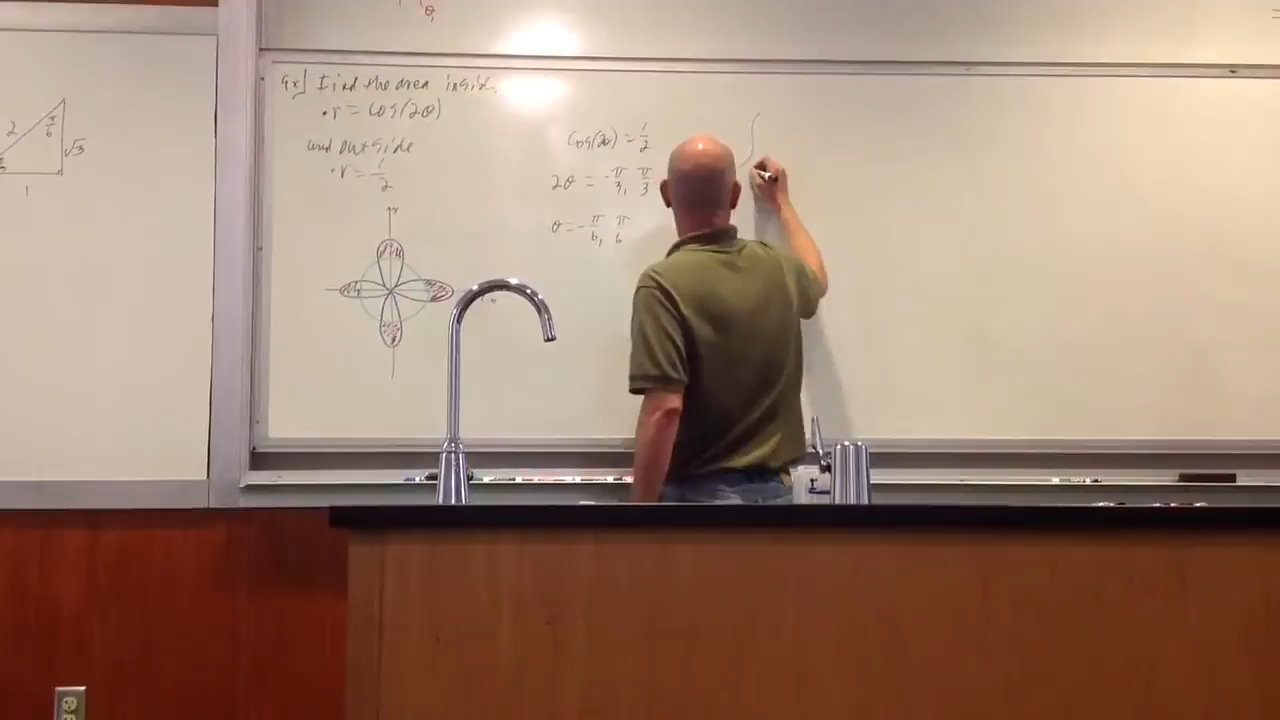 θ,
2
π/6
√3
1
Ex] Find the area inside
• r = cos(2θ)
and outside
• r = 1/2
cos(2θ) = 1/2
2θ = -π/3, π/3
θ = -π/6, π/6
∫